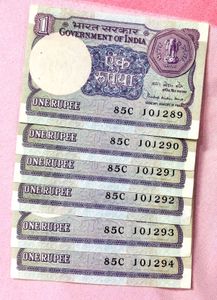 1 भारत सरकार
GOVERNMENT OF INDIA
एक
रुपया
ONE RUPEE 85C 101289
ONE RUPEE 85C 101290
ONE RUPEE 85C 101291
ONE RUPEE 85C 101292
ONE RUPEE 85C 101293
ONE RUPEE 85C 101294